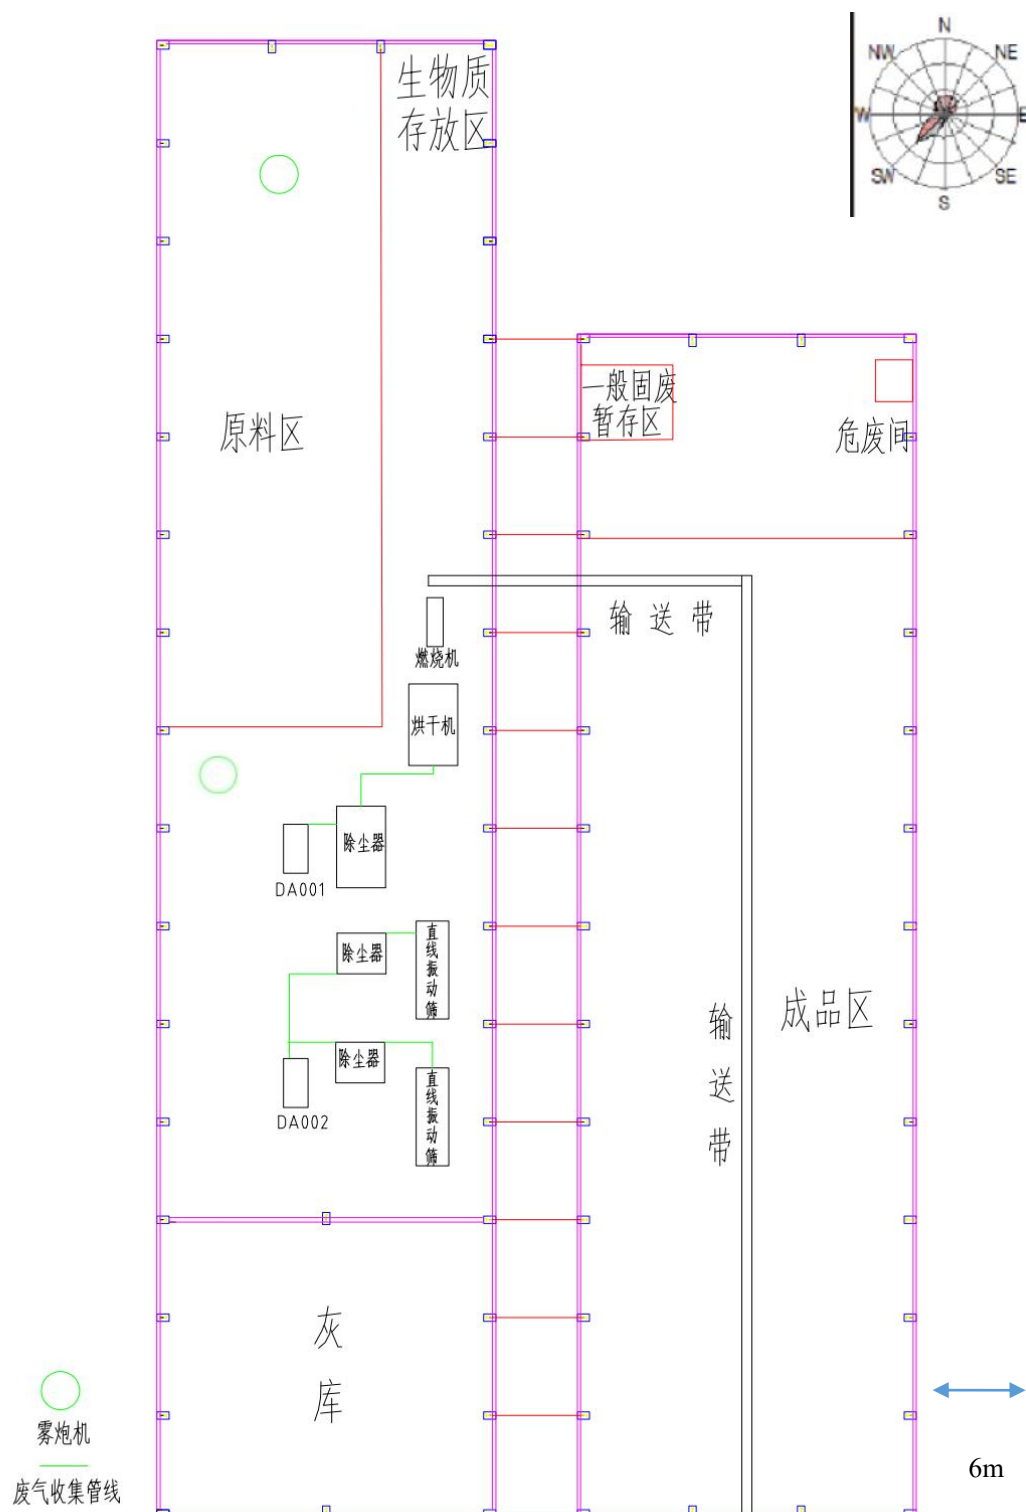 N
NW
NE
W
E
SW
SE
S
生物质
存放区
原料区
一般固废
暂存区
危废间
输送带
燃烧机
烘干机
除尘器
DA001
除尘器
直线振动筛
成品区
输送带
除尘器
直线振动筛
DA002
灰库
雾炮机
废气收集管线
6m